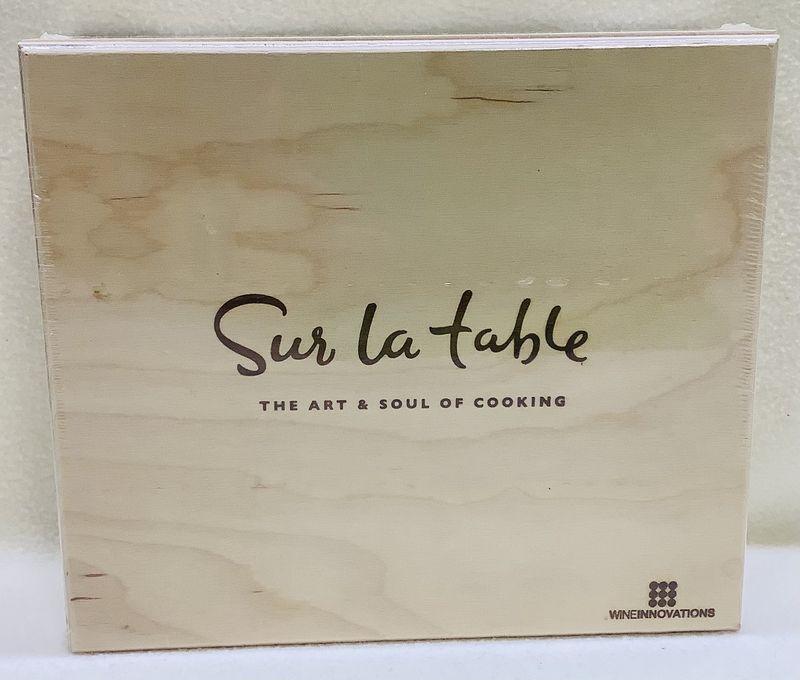 Sur la table
THE ART & SOUL OF COOKING
WINEINNOVATIONS